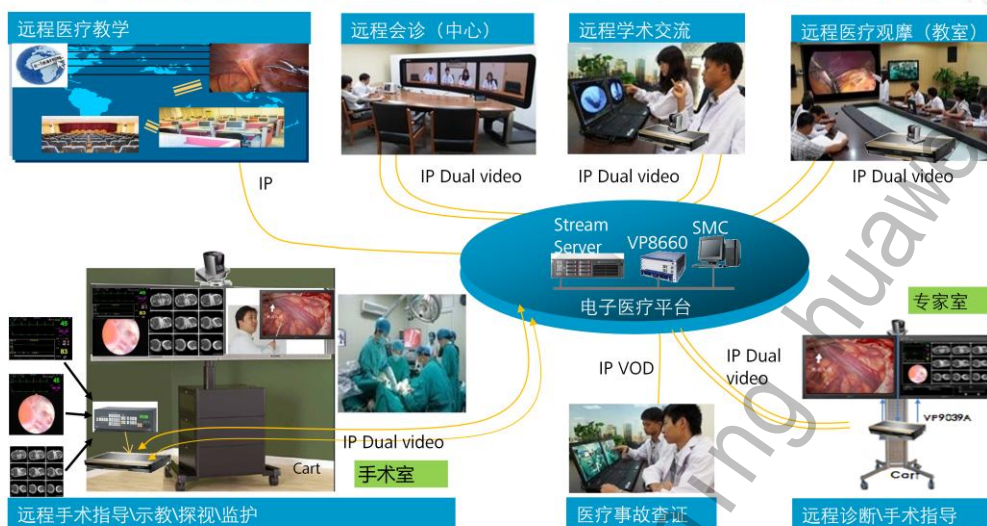 远程医疗教学
远程会诊（中心）
远程学术交流
远程医疗观摩（教室）
IP
IP Dual video
IP Dual video
IP Dual video
Stream
Server
VP8660
SMC
电子医疗平台
专家室
IP VOD
IP Dual
video
VP9039A
Cart
IP Dual video
Cart
手术室
远程手术指导\示教\探视\监护
医疗事故查证
远程诊断\手术指导